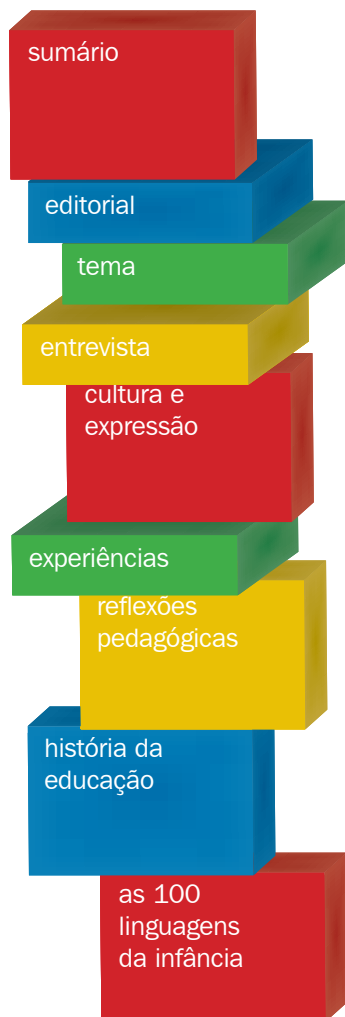 sumário
editorial
tema
entrevista
cultura e
expressão
experiências
reflexões
pedagógicas
história da
educação
as 100
linguagens
da infância